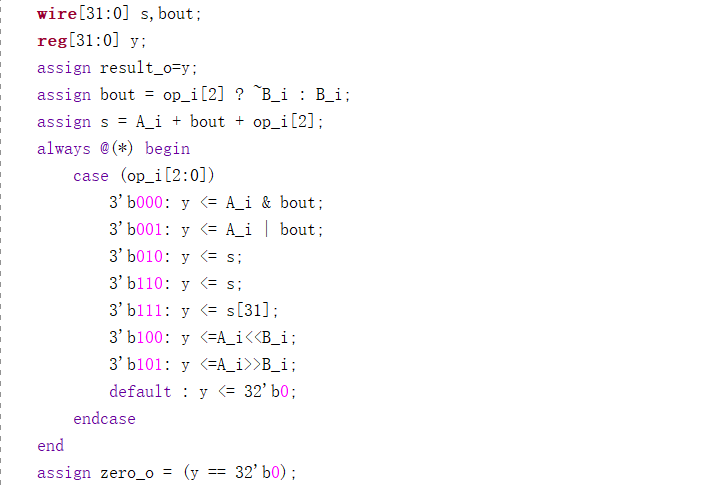 wire[31:0] s,bout;
reg[31:0] y;
assign result_o=y;
assign bout = op_i[2] ? ~B_i : B_i;
assign s = A_i + bout + op_i[2];
always @(*) begin
case (op_i[2:0])
3'b000: y <= A_i & bout;
3'b001: y <= A_i | bout;
3'b010: y <= s;
3'b110: y <= s;
3'b111: y <= s[31];
3'b100: y <=A_i<<B_i;
3'b101: y <=A_i>>B_i;
default : y <= 32'b0;
endcase
end
assign zero_o = (y == 32'b0);